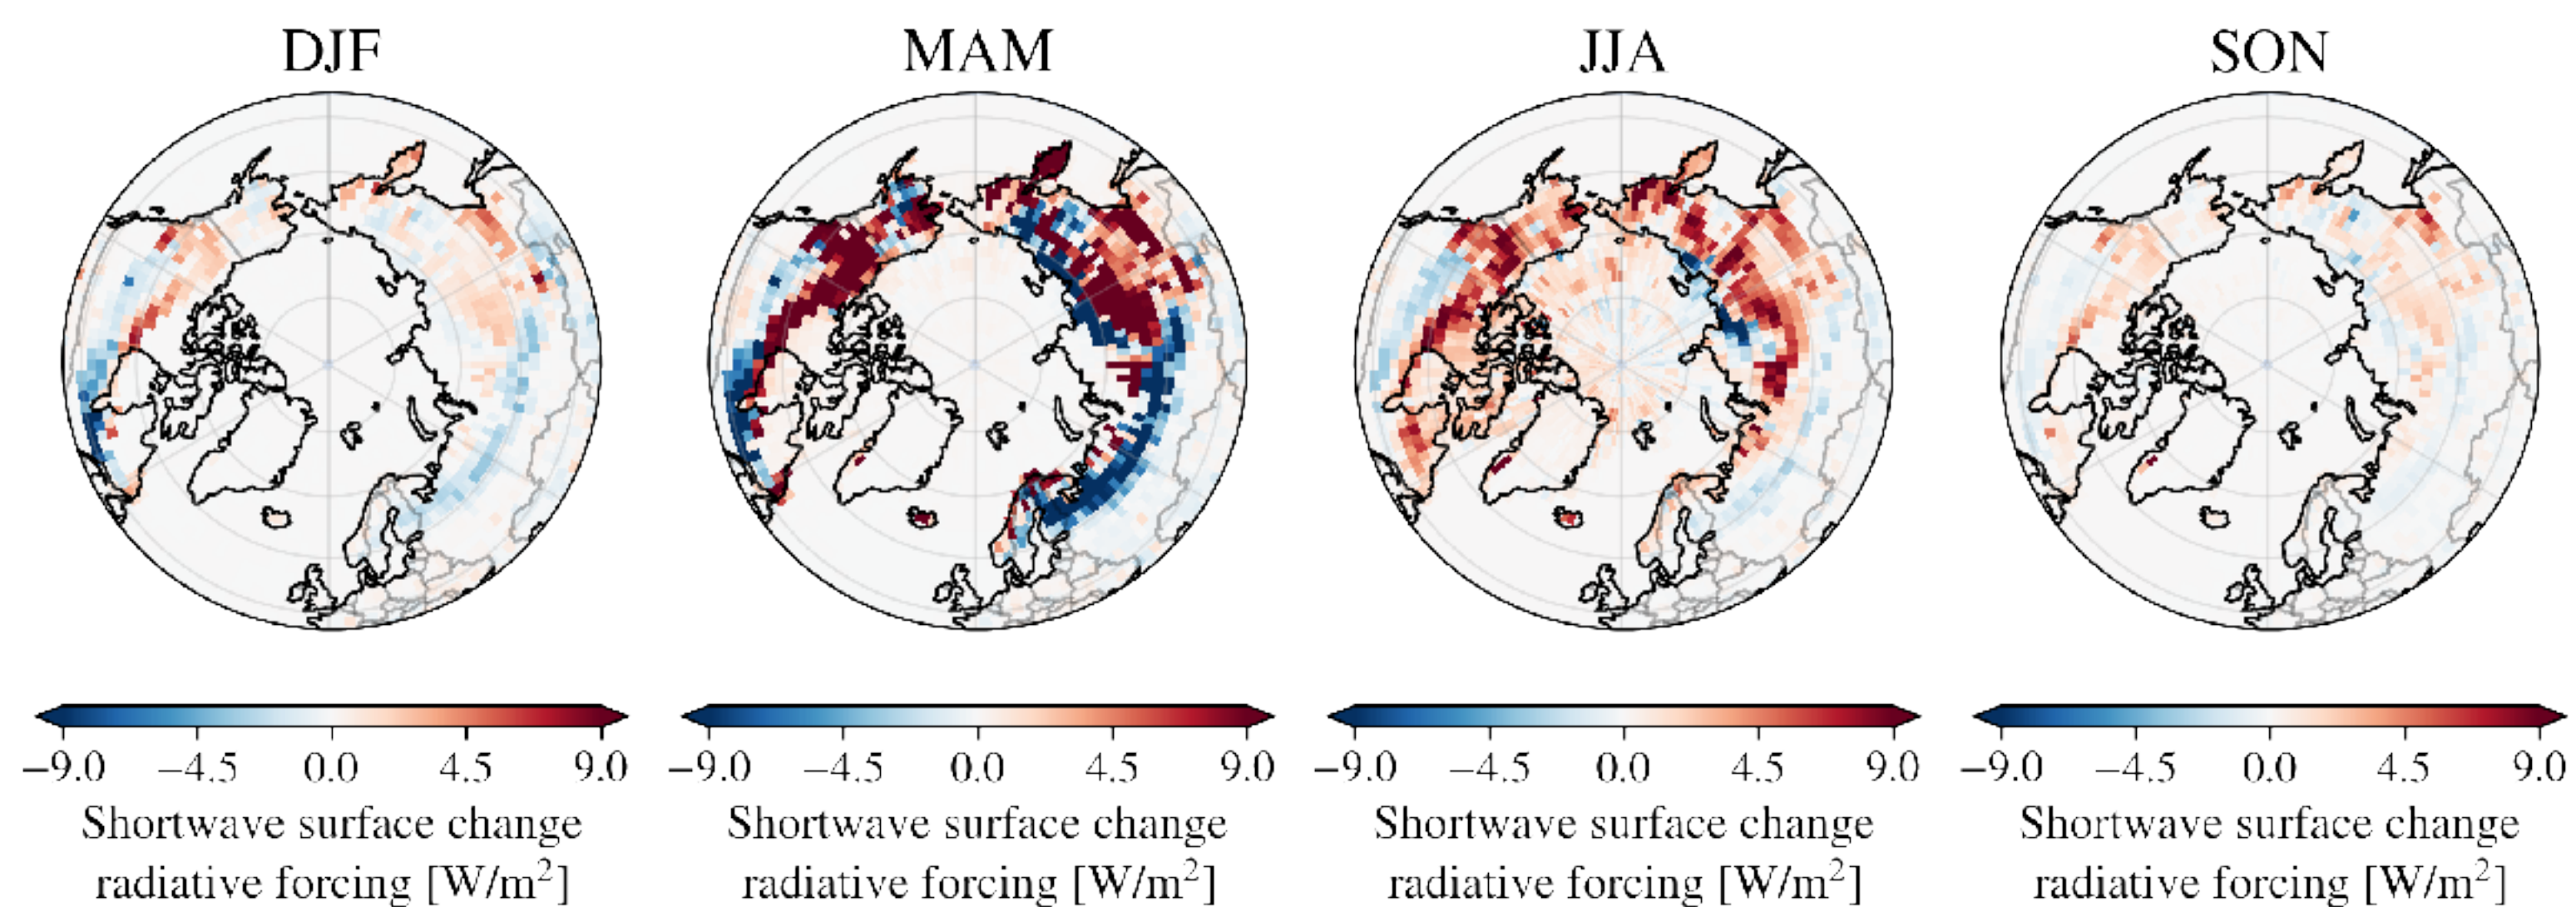 DJF
MAM
JJA
SON
−9.0 −4.5 0.0 4.5 9.0
Shortwave surface change
radiative forcing [W/m²]
−9.0 −4.5 0.0 4.5 9.0
Shortwave surface change
radiative forcing [W/m²]
−9.0 −4.5 0.0 4.5 9.0
Shortwave surface change
radiative forcing [W/m²]
−9.0 −4.5 0.0 4.5 9.0
Shortwave surface change
radiative forcing [W/m²]